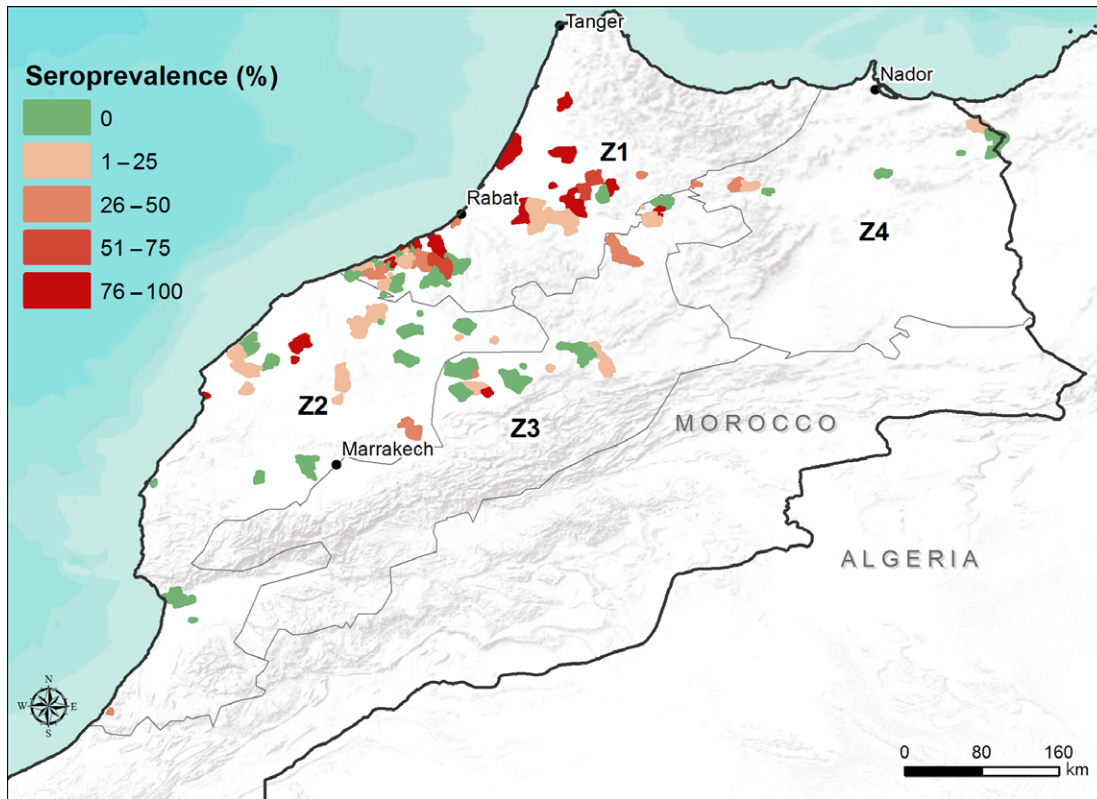 Tanger
Seroprevalence (%)
Nador
0
1 – 25
Z1
26 – 50
Rabat
51 – 75
Z4
76 – 100
Z2
Z3
MOROCCO
Marrakech
ALGERIA
N
W E
S
0 80 160
km